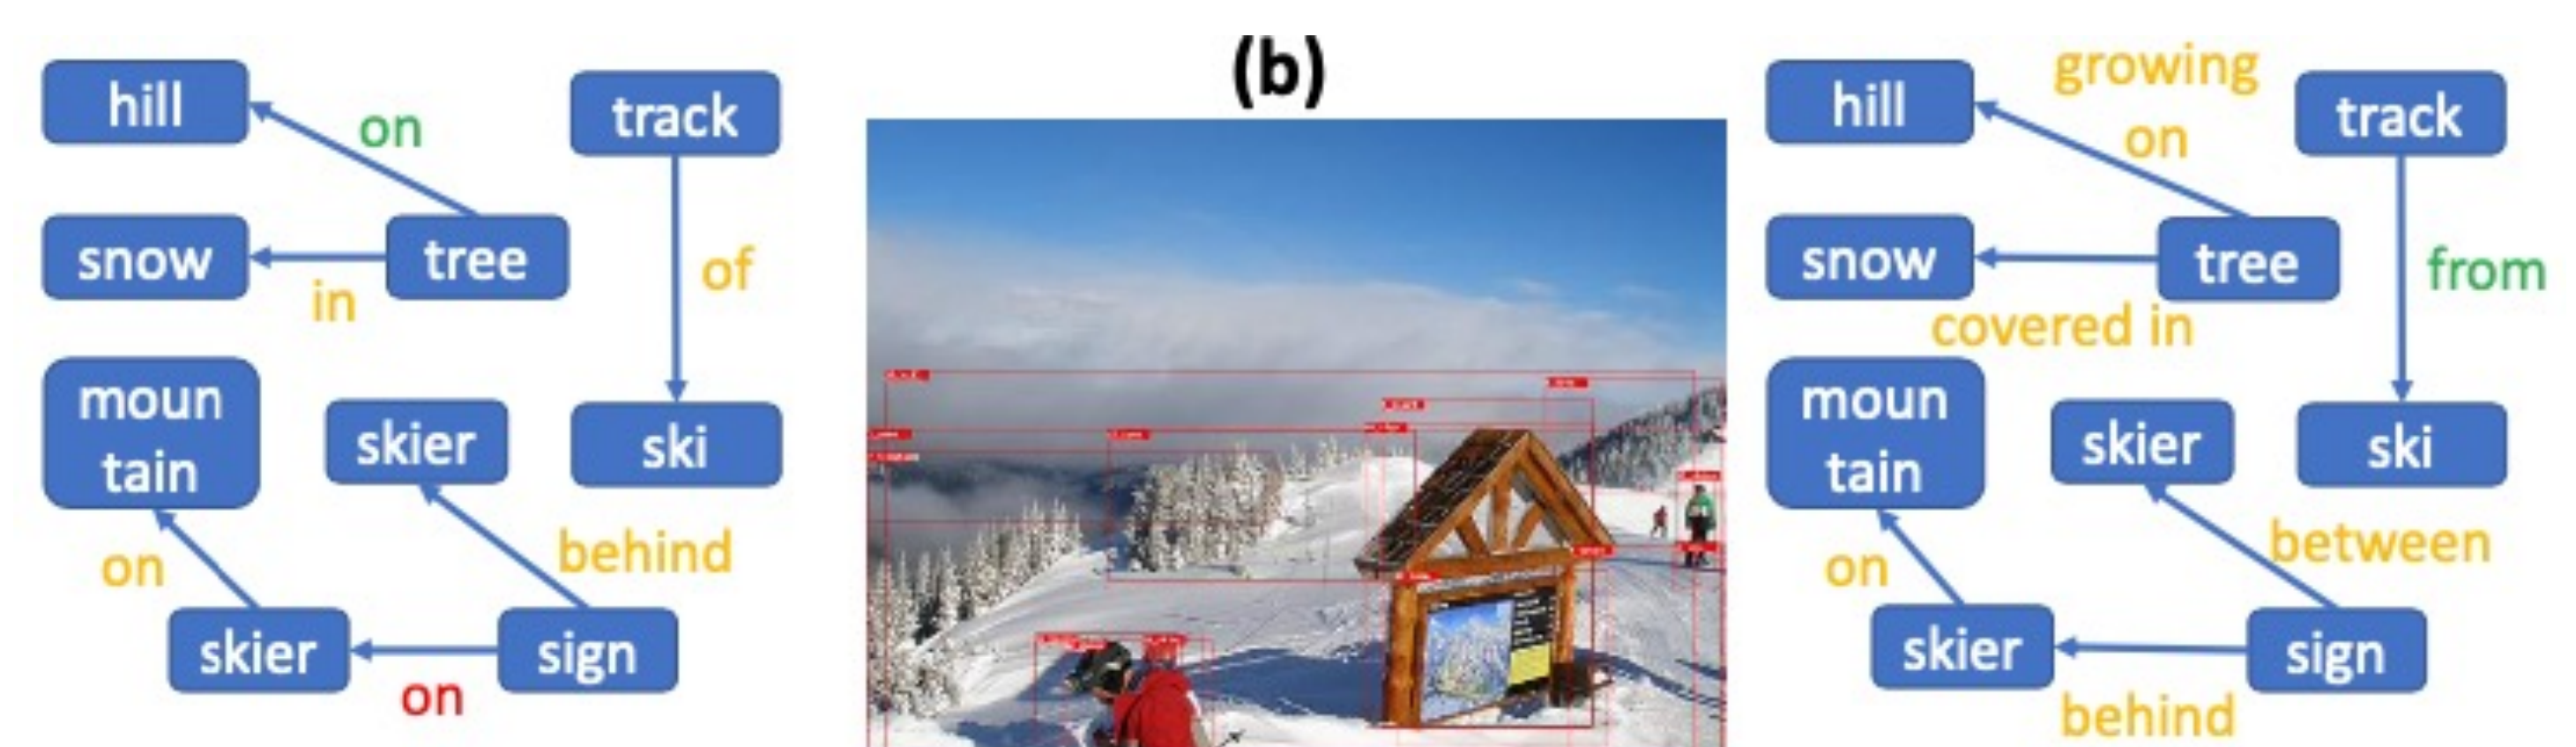 (b)
hill
on
track
snow
in
tree
of
moun
tain
skier
ski
on
behind
skier
on
sign
hill
growing
on
track
snow
covered in
tree
from
moun
tain
skier
ski
on
between
skier
behind
sign